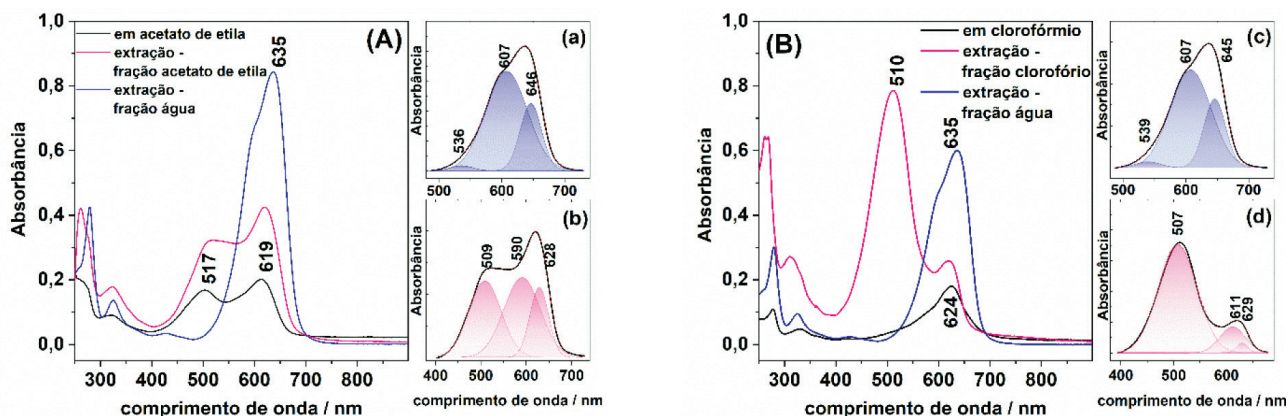 (A)
em acetato de etila
extração -
fração acetato de etila
extração -
fração água
635
517
619
Absorbância
1,0
0,8
0,6
0,4
0,2
0,0
300 400 500 600 700 800
comprimento de onda / nm
(a)
607
646
536
Absorbância
500 600 700
(b)
509
590
628
Absorbância
400 500 600 700
comprimento de onda / nm
(B)
em clorofórmio
extração -
fração clorofório
extração -
fração água
510
635
624
Absorbância
1,0
0,8
0,6
0,4
0,2
0,0
300 400 500 600 700 800
comprimento de onda / nm
(c)
607
645
539
Absorbância
500 600 700
(d)
507
611
629
Absorbância
400 500 600
comprimento de onda / nm